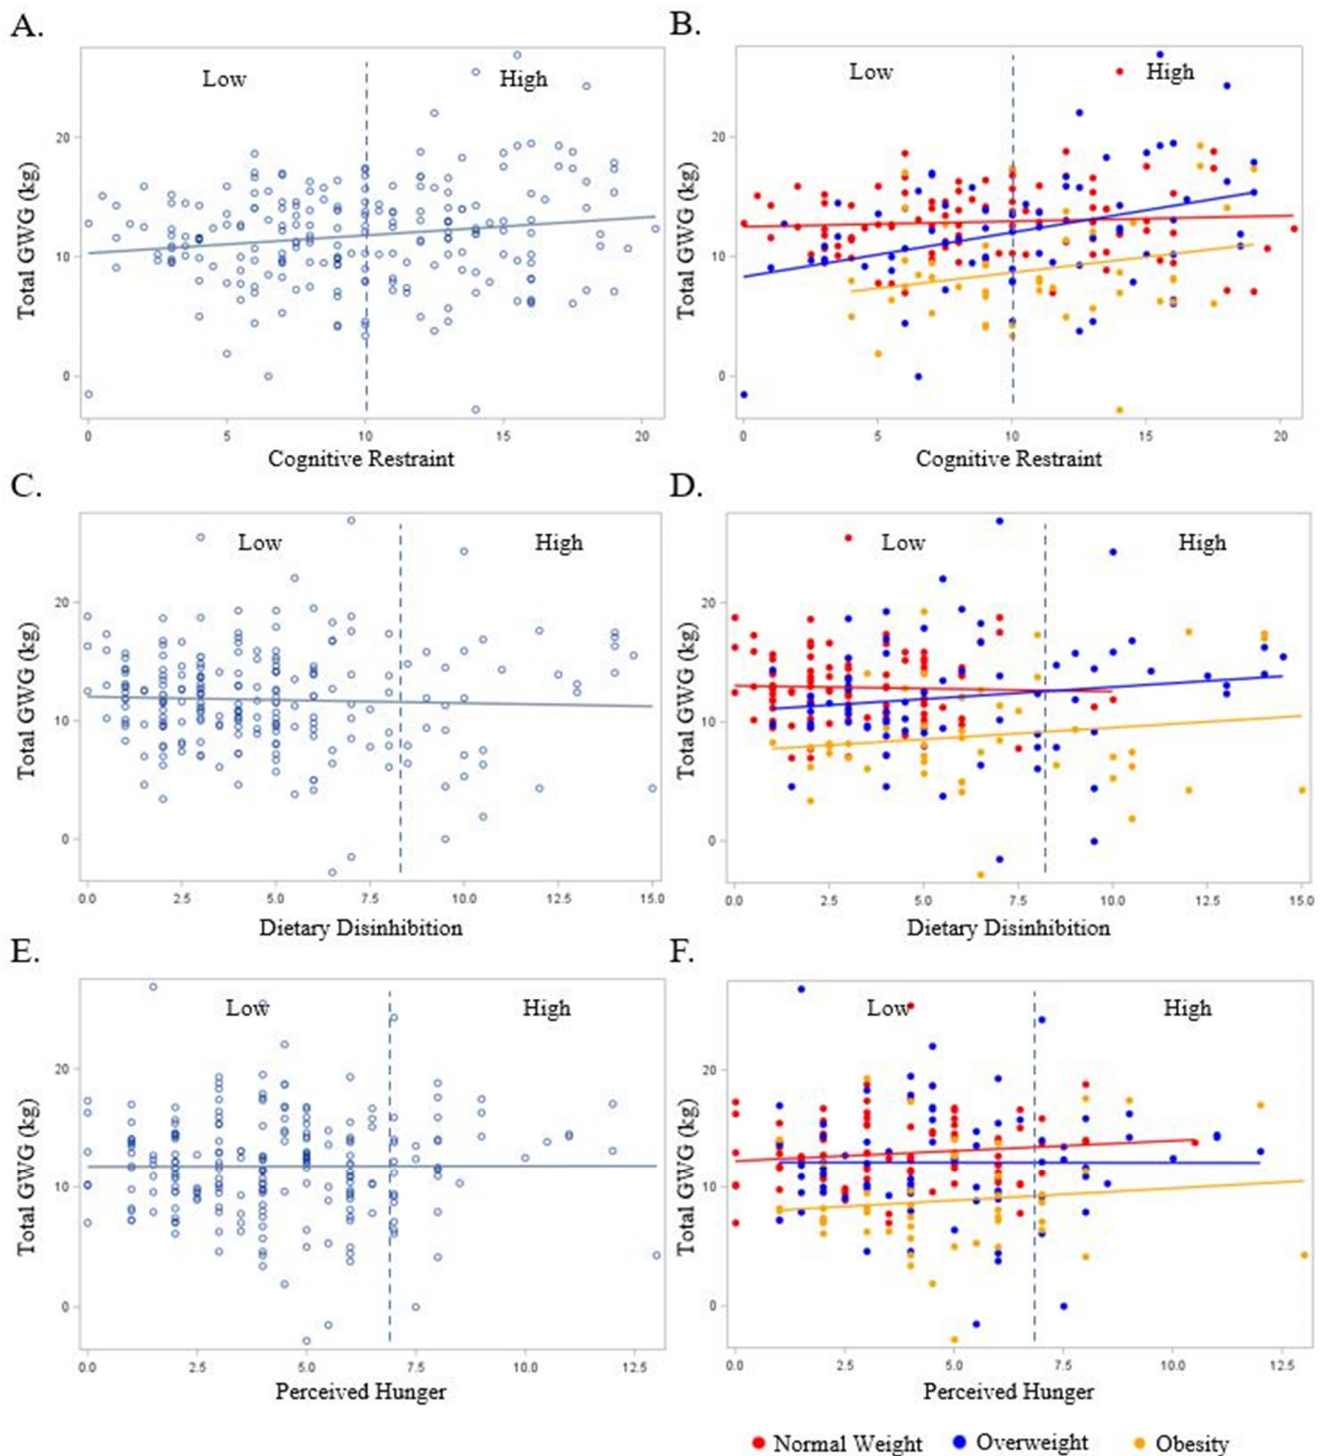 A.
B.
Low
High
Low
High
Total GWG (kg)
20
10
0
Total GWG (kg)
20
10
0
0
5
10
15
20
0
5
10
15
20
Cognitive Restraint
Cognitive Restraint
C.
D.
Low
High
Low
High
Total GWG (kg)
20
10
0
Total GWG (kg)
20
10
0
0.0
2.5
5.0
7.5
10.0
12.5
15.0
0.0
2.5
5.0
7.5
10.0
12.5
15.0
Dietary Disinhibition
Dietary Disinhibition
E.
F.
Low
High
Low
High
Total GWG (kg)
20
10
0
Total GWG (kg)
20
10
0
0.0
2.5
5.0
7.5
10.0
12.5
0.0
2.5
5.0
7.5
10.0
12.5
Perceived Hunger
Perceived Hunger
Normal Weight
Overweight
Obesity